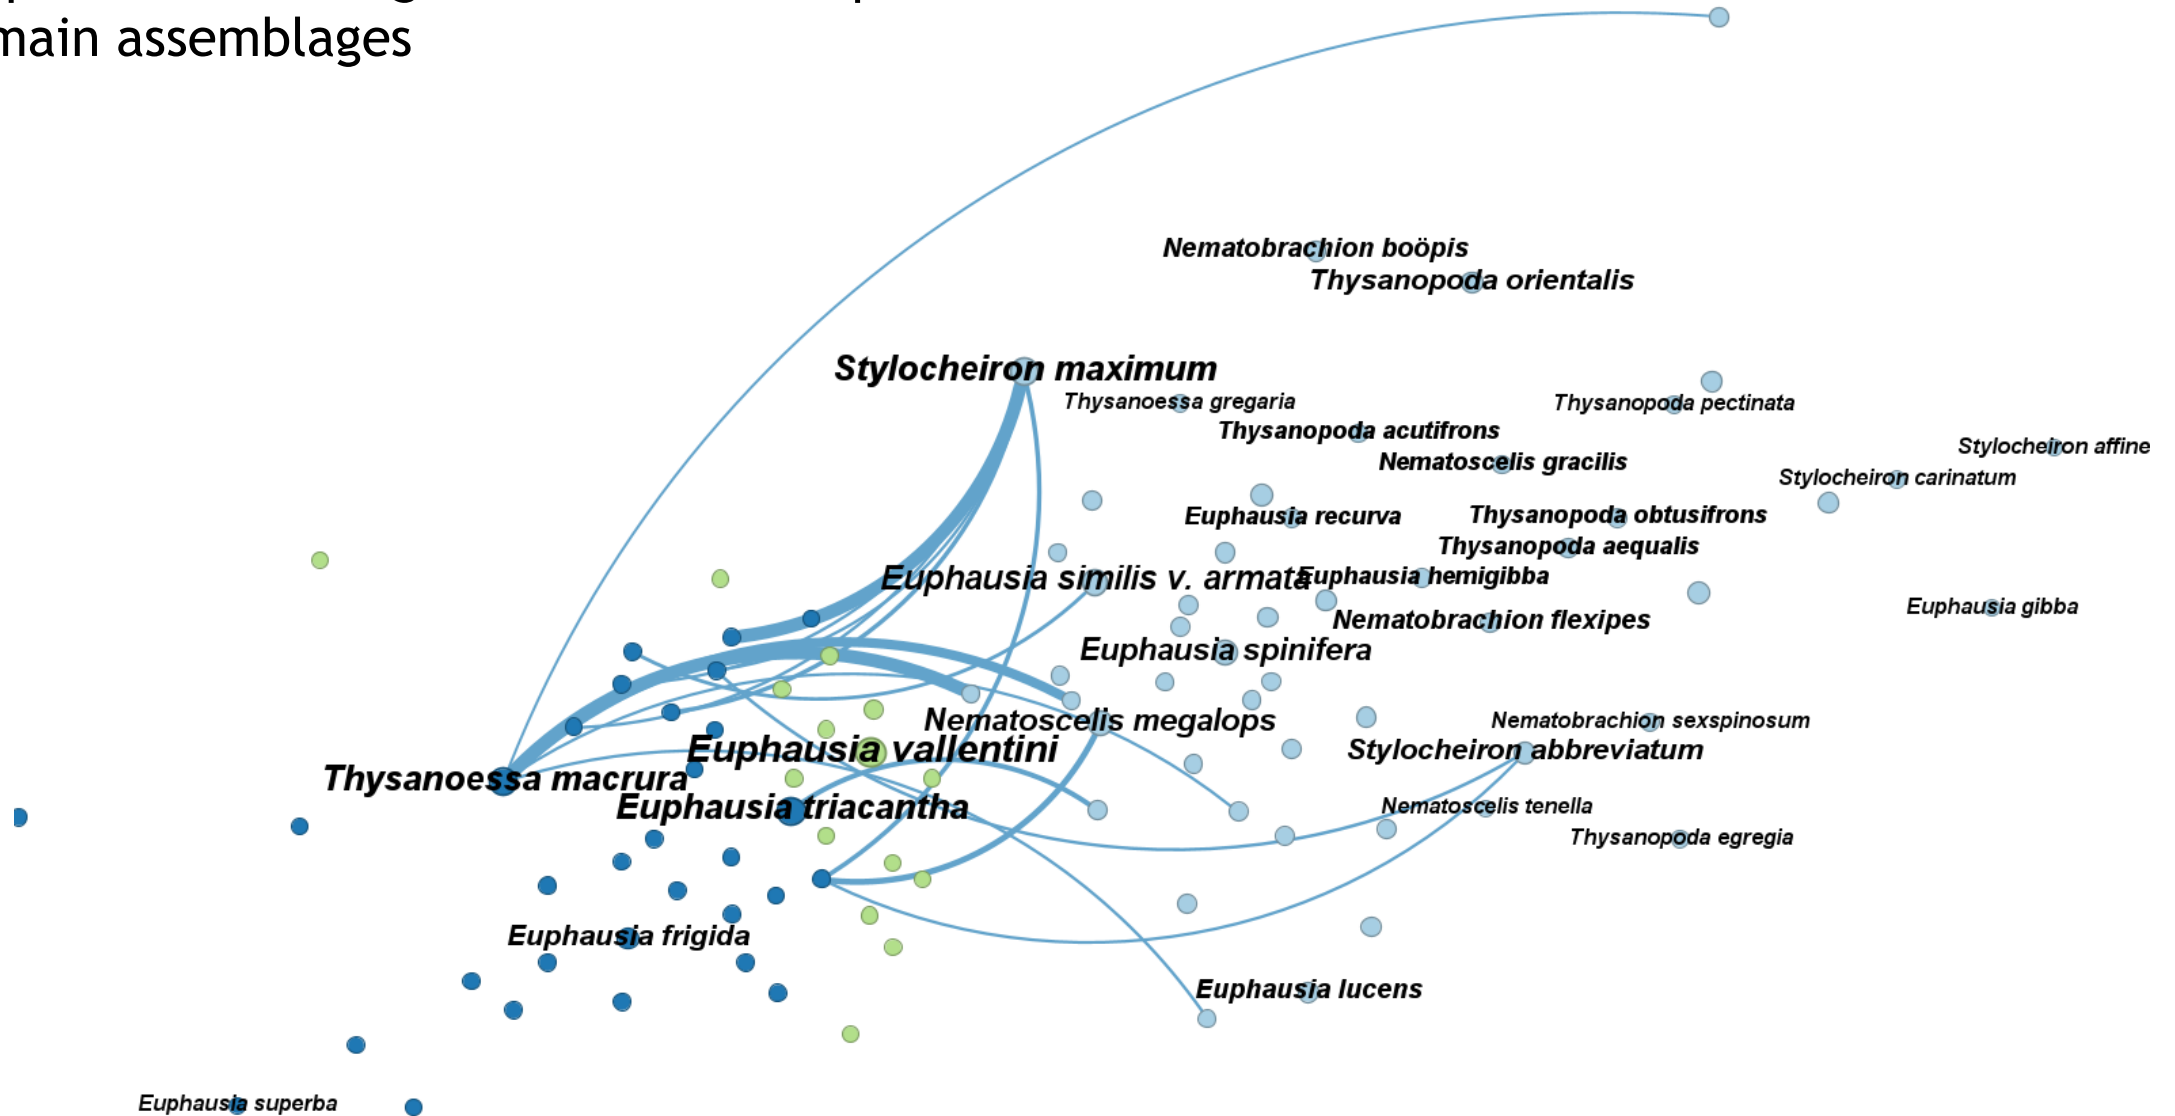 main assemblages
Nematobrachion boöpis
Thysanopoda orientalis
Stylocheiron maximum
Thysanoessa gregaria
Thysanopoda pectinata
Thysanopoda acutifrons
Stylocheiron affine
Nematoscelis gracilis
Stylocheiron carinatum
Euphausia recurva
Thysanopoda obtusifrons
Thysanopoda aequalis
Euphausia similis v. armata
Euphausia hemigibba
Euphausia gibba
Nematobrachion flexipes
Euphausia spinifera
Nematoscelis megalops
Nematobrachion sexspinosum
Euphausia vallentini
Stylocheiron abbreviatum
Thysanoessa macrura
Euphausia triacantha
Nematoscelis tenella
Thysanopoda egregia
Euphausia frigida
Euphausia lucens
Euphausia superba